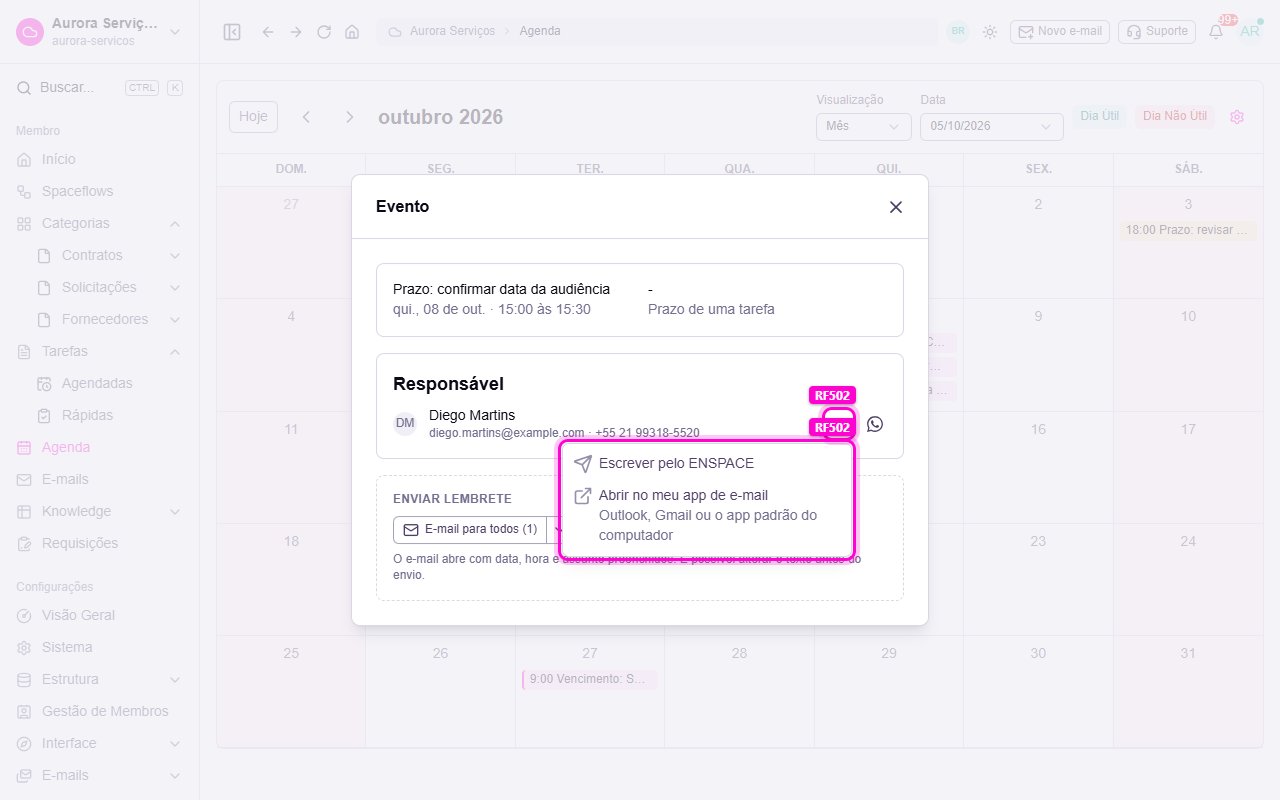 Aurora Serviç...
aurora-servicos
Aurora Serviços
Agenda
BR
Novo e-mail
Suporte
99+
AR
Buscar...
CTRL
K
Membro
Início
Spaceflows
Categorias
Contratos
Solicitações
Fornecedores
Tarefas
Agendadas
Rápidas
Agenda
E-mails
Knowledge
Requisições
Configurações
Visão Geral
Sistema
Estrutura
Gestão de Membros
Interface
E-mails
Hoje
outubro 2026
Visualização
Mês
Data
05/10/2026
Dia Útil
Dia Não Útil
DOM.
SEG.
TER.
QUA.
QUI.
SEX.
SÁB.
27
2
3
18:00 Prazo: revisar ...
4
9
10
11
16
17
18
23
24
25
26
27
28
29
30
31
9:00 Vencimento: S...
Evento
Prazo: confirmar data da audiência
qui., 08 de out. · 15:00 às 15:30
-
Prazo de uma tarefa
Responsável
DM
Diego Martins
diego.martins@example.com · +55 21 99318-5520
RF502
RF502
Escrever pelo ENSPACE
Abrir no meu app de e-mail
Outlook, Gmail ou o app padrão do
computador
ENVIAR LEMBRETE
E-mail para todos (1)
O e-mail abre com data, hora e
envio.